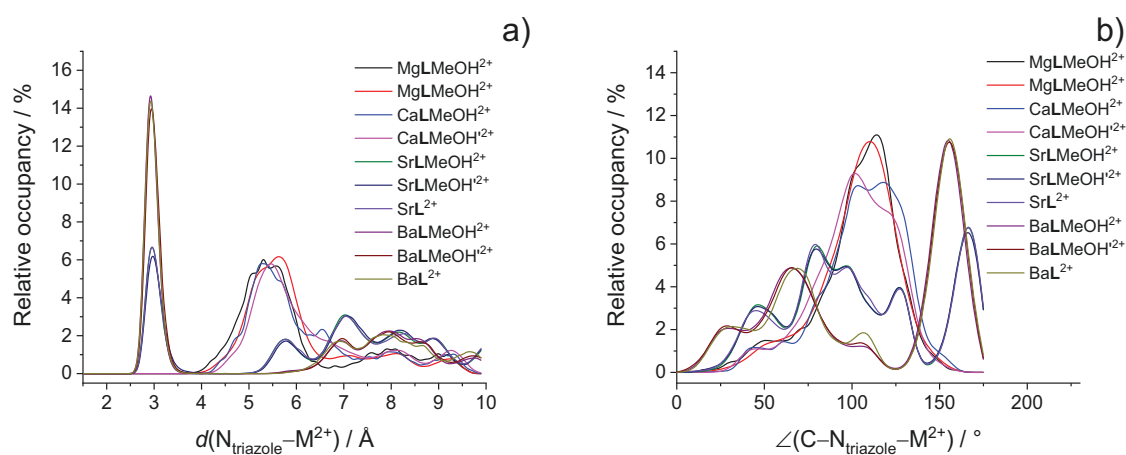 a)
Relative occupancy / %
16
14
12
10
8
6
4
2
0
2 3 4 5 6 7 8 9 10
d(N_triazole–M²⁺) / Å
MgLMeOH²⁺
MgLMeOH²⁺
CaLMeOH²⁺
CaLMeOH'²⁺
SrLMeOH²⁺
SrLMeOH'²⁺
SrL²⁺
BaLMeOH²⁺
BaLMeOH'²⁺
BaL²⁺
b)
Relative occupancy / %
14
12
10
8
6
4
2
0
0 50 100 150 200
∠(C–N_triazole–M²⁺) / °
MgLMeOH²⁺
MgLMeOH²⁺
CaLMeOH²⁺
CaLMeOH'²⁺
SrLMeOH²⁺
SrLMeOH'²⁺
SrL²⁺
BaLMeOH²⁺
BaLMeOH'²⁺
BaL²⁺